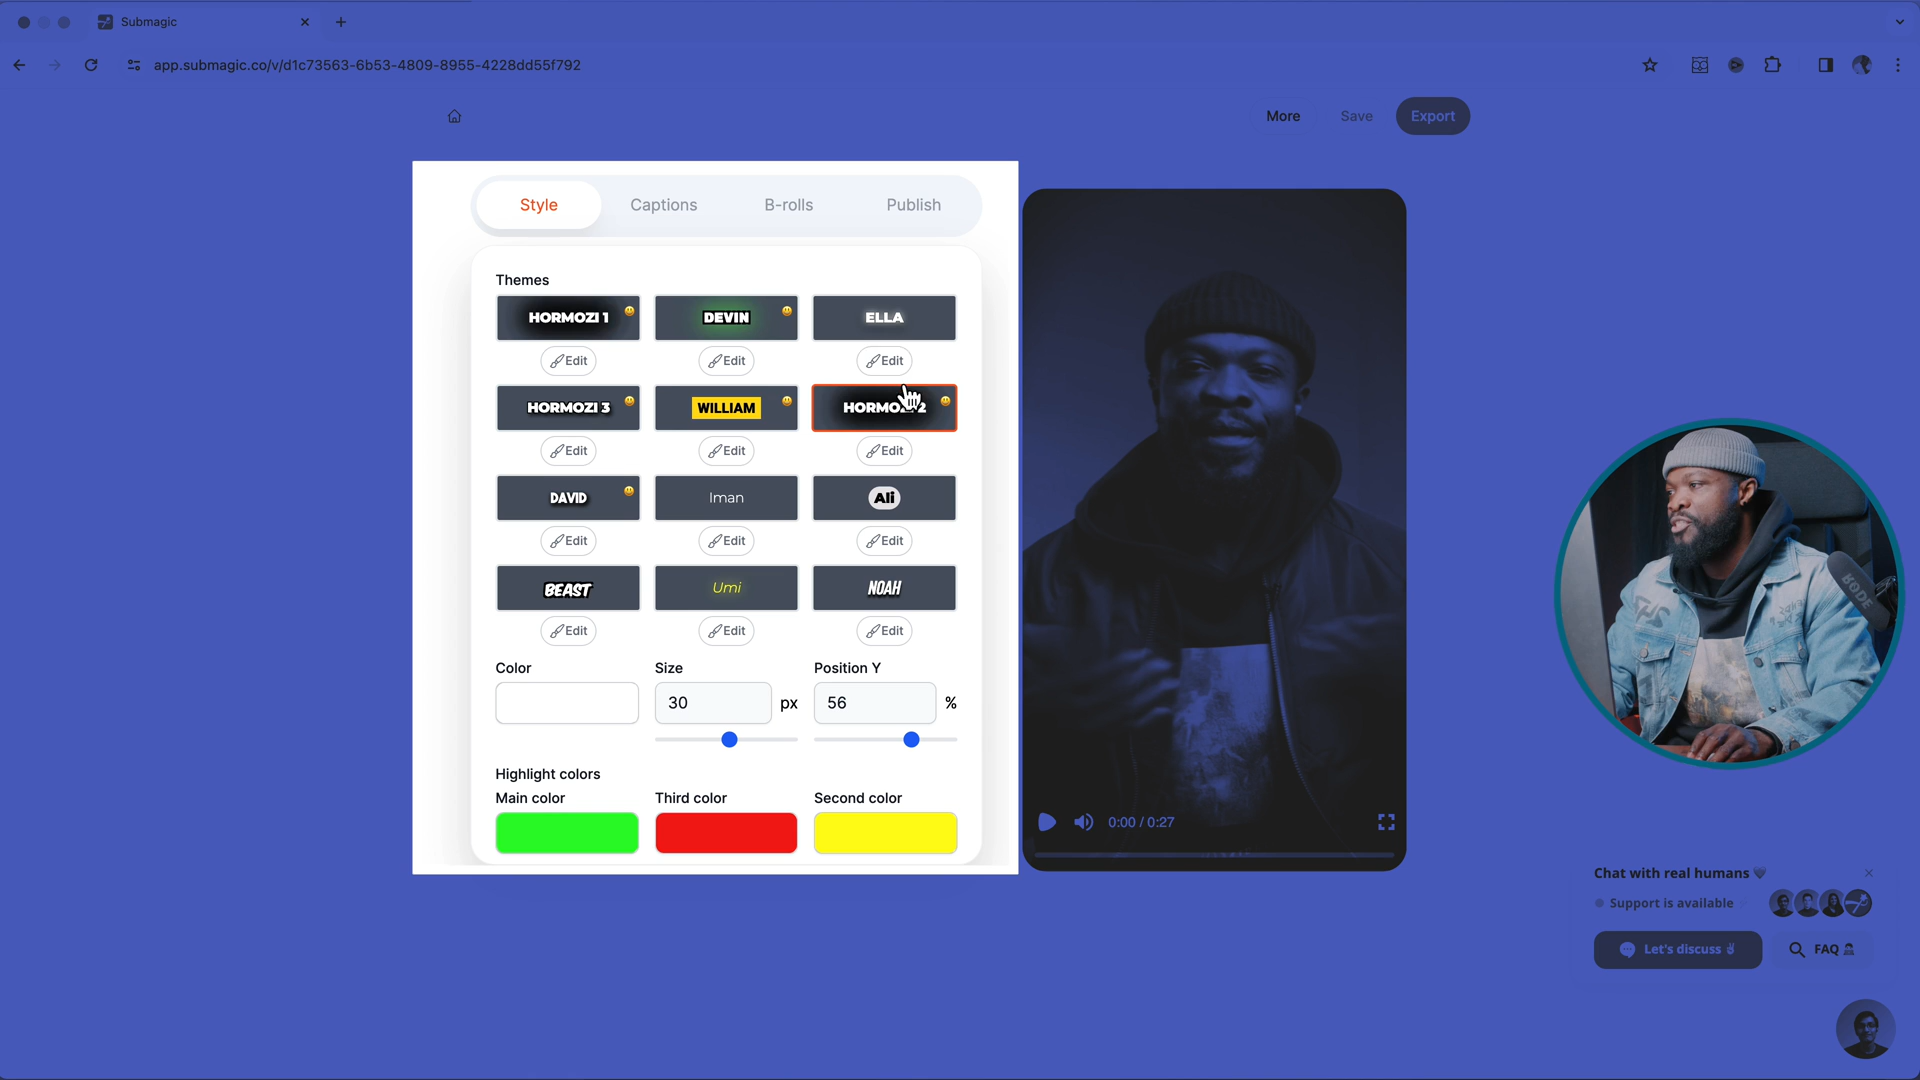 Submagic
app.submagic.co/v/d1c73563-6b53-4809-8955-4228dd55f792
More
Save
Export
Style
Captions
B-rolls
Publish
Themes
HORMOZI 1
DEVIN
ELLA
Edit
Edit
Edit
HORMOZI 3
WILLIAM
Edit
Edit
Edit
DAVID
Iman
Ali
Edit
Edit
Edit
BEAST
Umi
NOAH
Edit
Edit
Edit
Color
Size
Position Y
30
px
56
%
Highlight colors
Main color
Third color
Second color
0:00 / 0:27
RODE
Chat with real humans
Support is available
Let's discuss
FAQ